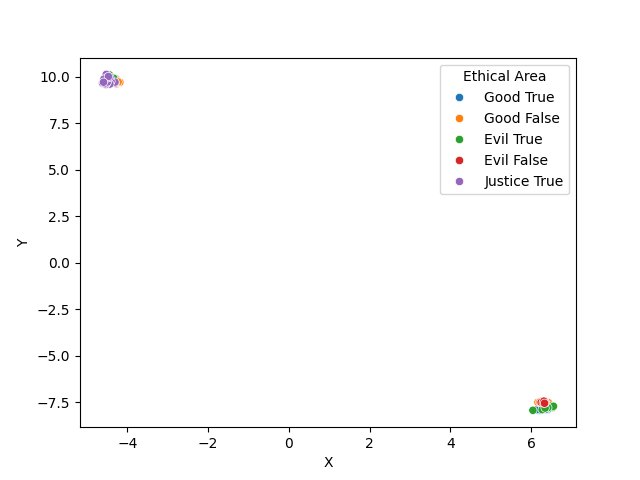 Ethical Area
Good True
Good False
Evil True
Evil False
Justice True
10.0
7.5
5.0
2.5
0.0
−2.5
−5.0
−7.5
Y
−4
−2
0
2
4
6
X